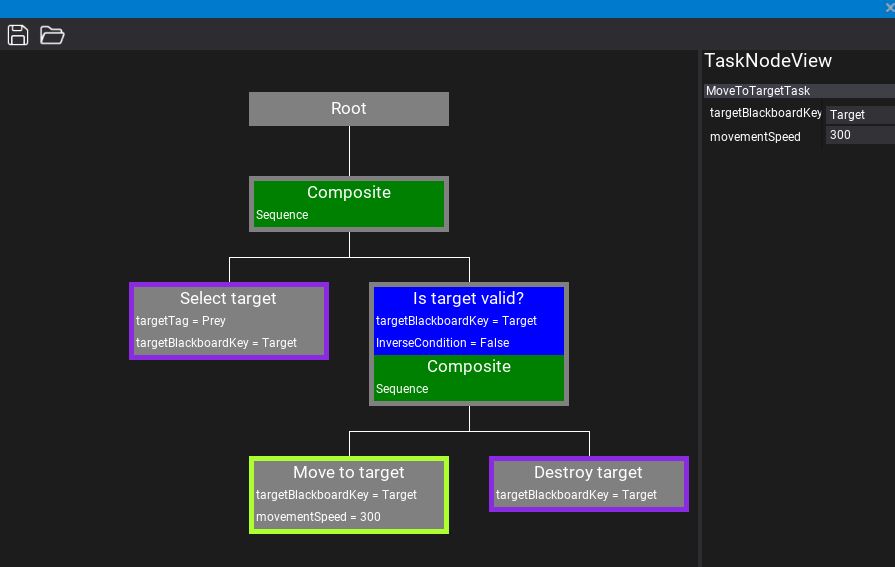 TaskNodeView
MoveToTargetTask
targetBlackboardKey Target
movementSpeed 300
Root
Composite
Sequence
Select target
targetTag = Prey
targetBlackboardKey = Target
Is target valid?
targetBlackboardKey = Target
InverseCondition = False
Composite
Sequence
Move to target
targetBlackboardKey = Target
movementSpeed = 300
Destroy target
targetBlackboardKey = Target